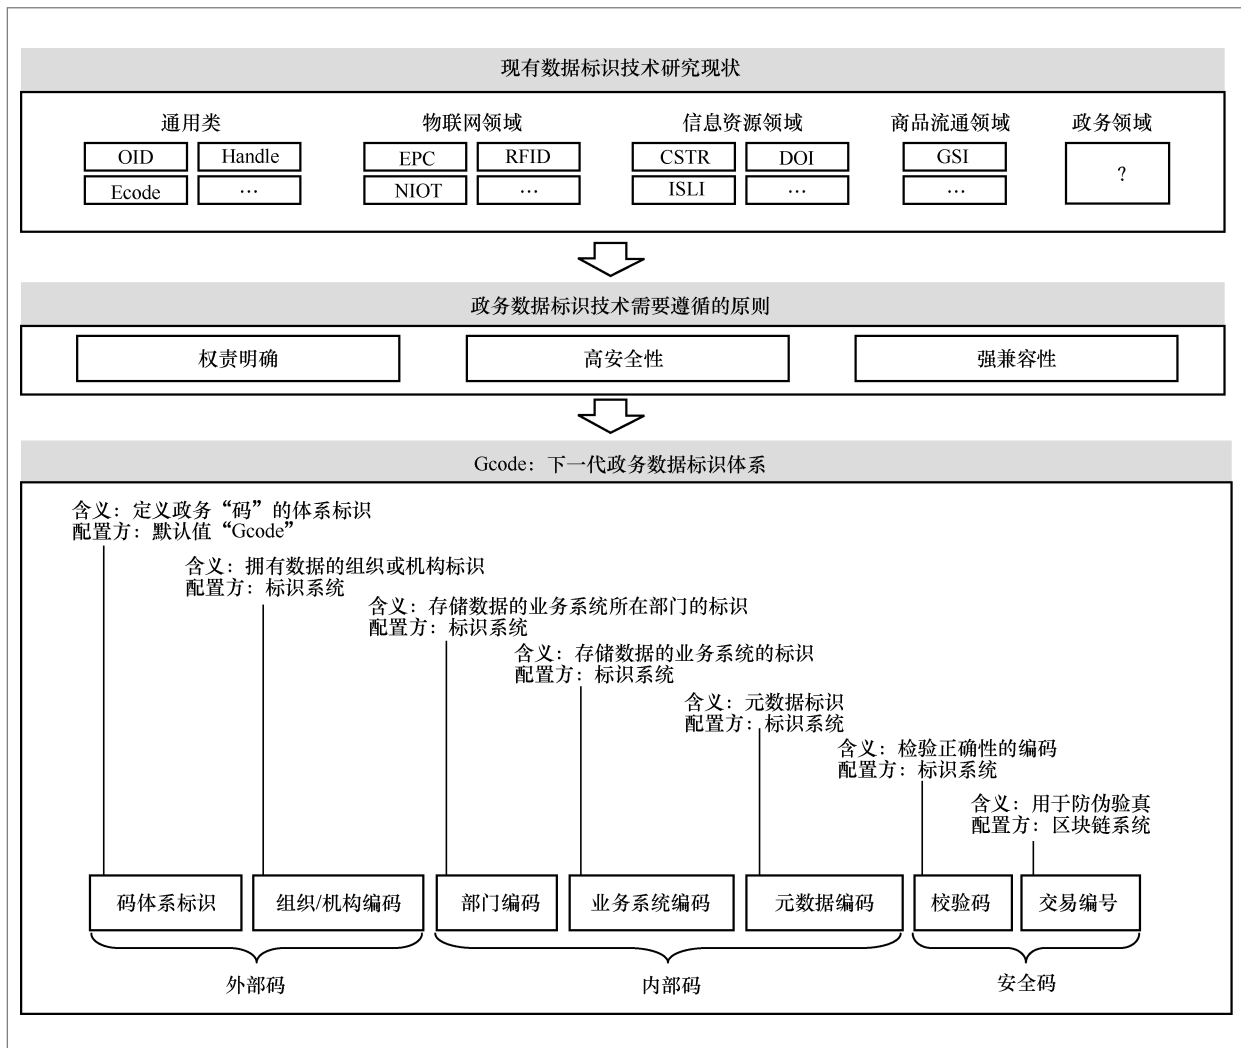 现有数据标识技术研究现状
通用类
物联网领域
信息资源领域
商品流通领域
政务领域
OID
Handle
EPC
RFID
CSTR
DOI
GSI
?
Ecode
…
NIOT
…
ISLI
…
…
政务数据标识技术需要遵循的原则
权责明确
高安全性
强兼容性
Gcode：下一代政务数据标识体系
含义：定义政务“码”的体系标识
配置方：默认值“Gcode”
含义：拥有数据的组织或机构标识
配置方：标识系统
含义：存储数据的业务系统所在部门的标识
配置方：标识系统
含义：存储数据的业务系统的标识
配置方：标识系统
含义：元数据标识
配置方：标识系统
含义：检验正确性的编码
配置方：标识系统
含义：用于防伪验真
配置方：区块链系统
码体系标识
组织/机构编码
部门编码
业务系统编码
元数据编码
校验码
交易编号
外部码
内部码
安全码